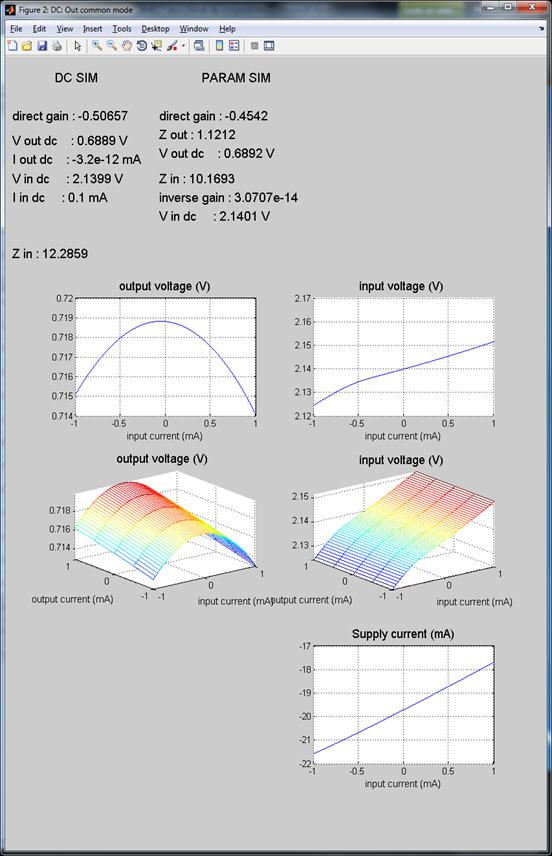 Figure 2: DC: Out common mode
File Edit View Insert Tools Desktop Window Help
DC SIM
PARAM SIM
direct gain : -0.50657
V out dc : 0.6889 V
I out dc : -3.2e-12 mA
V in dc : 2.1399 V
I in dc : 0.1 mA
Z in : 12.2859
direct gain : -0.4542
Z out : 1.1212
V out dc : 0.6892 V
Z in : 10.1693
inverse gain : 3.0707e-14
V in dc : 2.1401 V
output voltage (V)
0.72
0.719
0.718
0.717
0.716
0.715
0.714
-1 -0.5 0 0.5 1
input current (mA)
input voltage (V)
2.17
2.16
2.15
2.14
2.13
2.12
-1 -0.5 0 0.5 1
input current (mA)
output voltage (V)
0.718
0.716
0.714
1 0 -1
-1 0 1
output current (mA)
input current (mA)
input voltage (V)
2.15
2.14
2.13
1 0 -1
-1 0 1
output current (mA)
input current (mA)
Supply current (mA)
-17
-18
-19
-20
-21
-22
-1 -0.5 0 0.5 1
input current (mA)